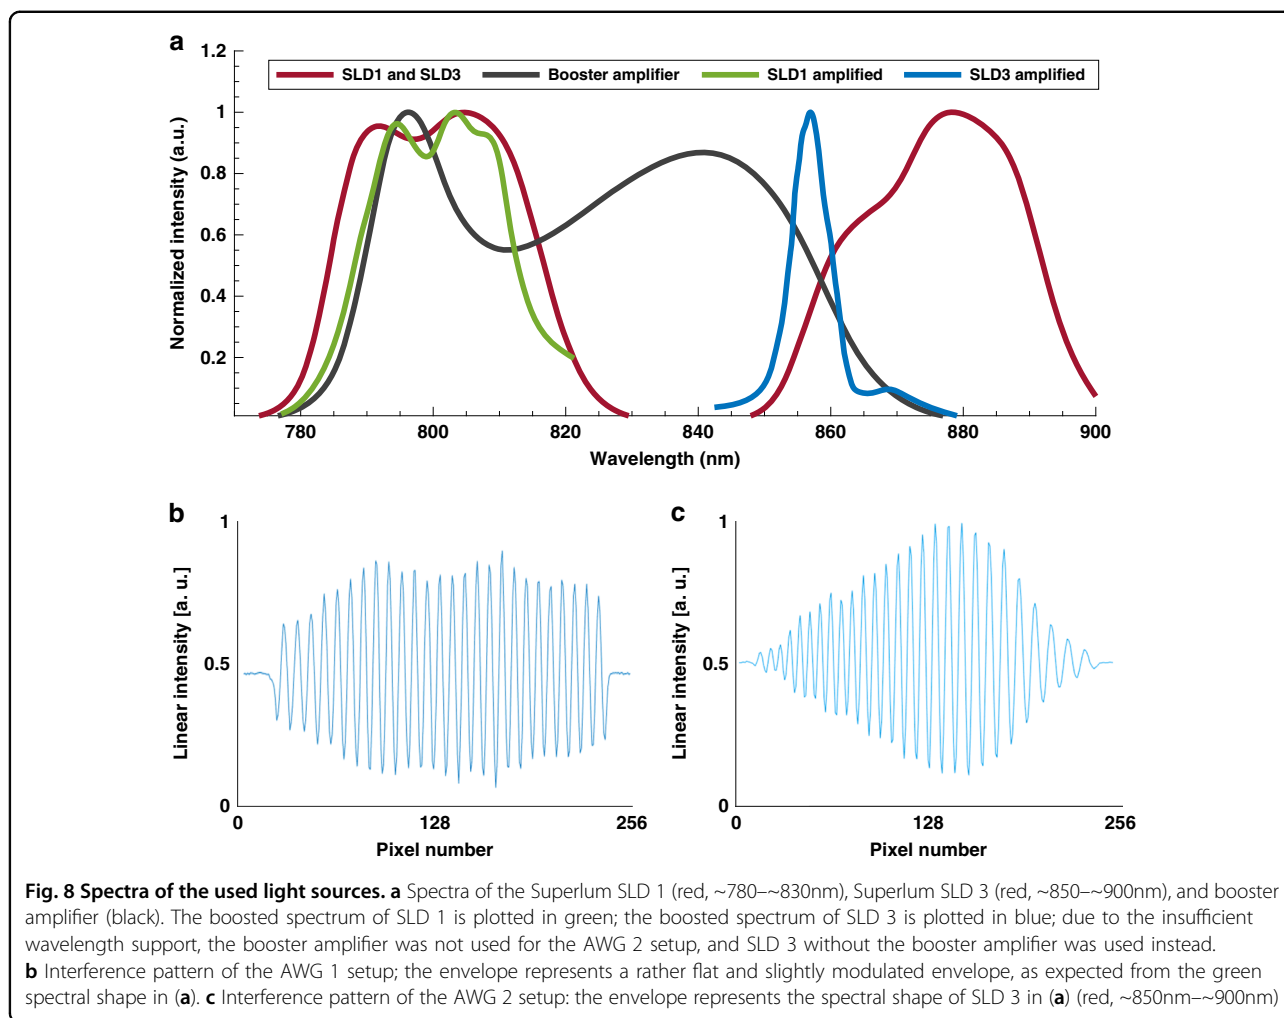 a
1.2
SLD1 and SLD3 Booster amplifier SLD1 amplified SLD3 amplified
1
0.8
0.6
0.4
0.2
Normalized intensity (a.u.)
780 800 820 840 860 880 900
Wavelength (nm)
b
1
0.5
0
Linear intensity [a. u.]
0 128 256
Pixel number
c
1
0.5
0
Linear intensity [a. u.]
0 128 256
Pixel number
Fig. 8 Spectra of the used light sources. a Spectra of the Superlum SLD 1 (red, ~780–~830nm), Superlum SLD 3 (red, ~850–~900nm), and booster
amplifier (black). The boosted spectrum of SLD 1 is plotted in green; the boosted spectrum of SLD 3 is plotted in blue; due to the insufficient
wavelength support, the booster amplifier was not used for the AWG 2 setup, and SLD 3 without the booster amplifier was used instead.
b Interference pattern of the AWG 1 setup; the envelope represents a rather flat and slightly modulated envelope, as expected from the green
spectral shape in (a). c Interference pattern of the AWG 2 setup: the envelope represents the spectral shape of SLD 3 in (a) (red, ~850nm–~900nm)